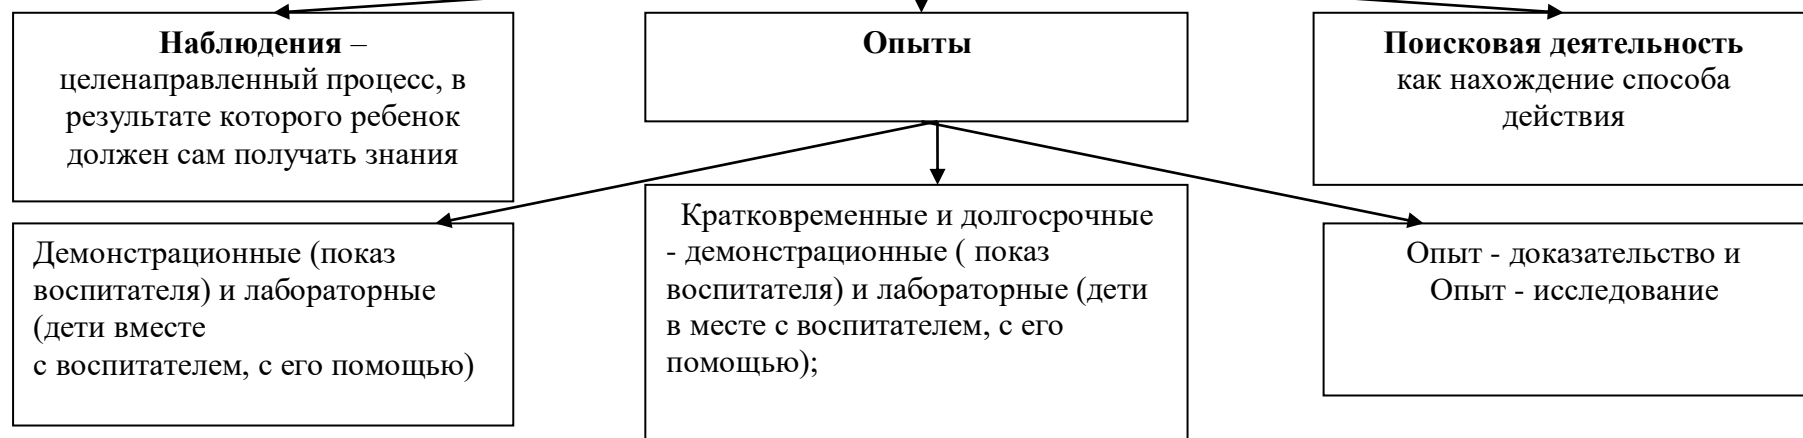 Наблюдения –
целенаправленный процесс, в
результате которого ребенок
должен сам получать знания
Опыты
Поисковая деятельность
как нахождение способа
действия
Демонстрационные (показ
воспитателя) и лабораторные
(дети вместе
с воспитателем, с его помощью)
Кратковременные и долгосрочные
- демонстрационные ( показ
воспитателя) и лабораторные (дети
в месте с воспитателем, с его
помощью);
Опыт - доказательство и
Опыт - исследование